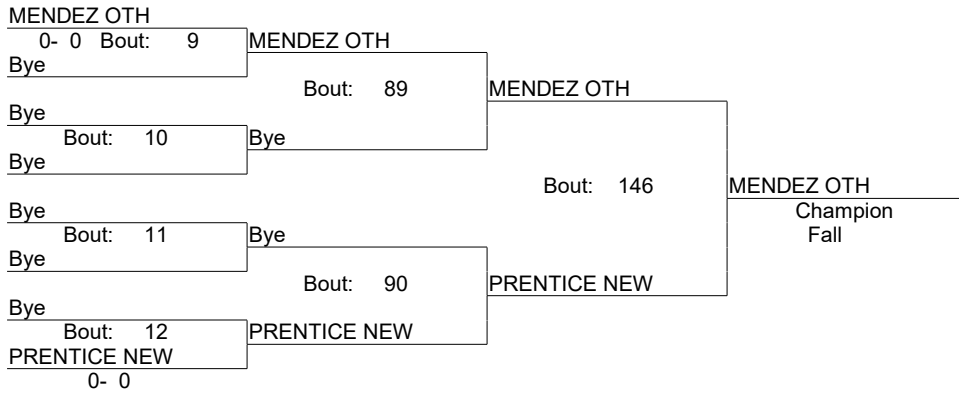 MENDEZ OTH
0- 0 Bout: 9 MENDEZ OTH
Bye
Bout: 89 MENDEZ OTH
Bye
Bout: 10 Bye
Bye
Bout: 146 MENDEZ OTH
Bye Champion
Bout: 11 Bye Fall
Bye
Bout: 90 PRENTICE NEW
Bye
Bout: 12 PRENTICE NEW
PRENTICE NEW
0- 0